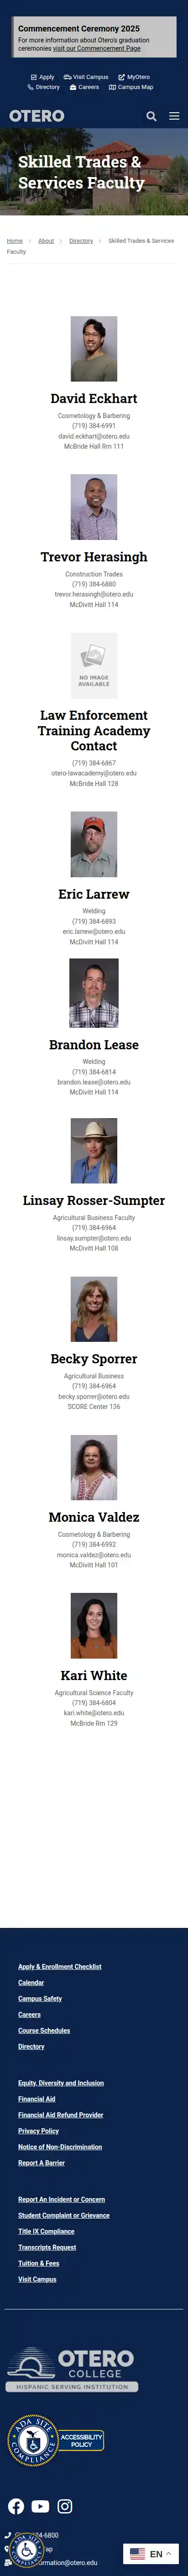 Commencement Ceremony 2025
For more information about Otero's graduation
ceremonies visit our Commencement Page
Apply Visit Campus MyOtero
Directory Careers Campus Map
OTERO
Skilled Trades &
Services Faculty
Home About Directory Skilled Trades & Services
Faculty
David Eckhart
Cosmetology & Barbering
(719) 384-6991
david.eckhart@otero.edu
McBride Hall Rm 111
Trevor Herasingh
Construction Trades
(719) 384-6880
trevor.herasingh@otero.edu
McDivitt Hall 114
NO IMAGE
AVAILABLE
Law Enforcement
Training Academy
Contact
(719) 384-6867
otero-lawacademy@otero.edu
McBride Hall 128
Eric Larrew
Welding
(719) 384-6893
eric.larrew@otero.edu
McDivitt Hall 114
Brandon Lease
Welding
(719) 384-6814
brandon.lease@otero.edu
McDivitt Hall 114
Linsay Rosser-Sumpter
Agricultural Business Faculty
(719) 384-6964
linsay.sumpter@otero.edu
McDivitt Hall 108
Becky Sporrer
Agricultural Business
(719) 384-6964
becky.sporrer@otero.edu
SCORE Center 136
Monica Valdez
Cosmetology & Barbering
(719) 384-6992
monica.valdez@otero.edu
McDivitt Hall 101
Kari White
Agricultural Science Faculty
(719) 384-6804
kari.white@otero.edu
McBride Rm 129
Apply & Enrollment Checklist
Calendar
Campus Safety
Careers
Course Schedules
Directory
Equity, Diversity and Inclusion
Financial Aid
Financial Aid Refund Provider
Privacy Policy
Notice of Non-Discrimination
Report A Barrier
Report An Incident or Concern
Student Complaint or Grievance
Title IX Compliance
Transcripts Request
Tuition & Fees
Visit Campus
OTERO
COLLEGE
HISPANIC SERVING INSTITUTION
ADA SITE
COMPLIANCE
ACCESSIBILITY
POLICY
4-6800
ap
ormation@otero.edu
ADA SITE
COMPLIANCE
EN